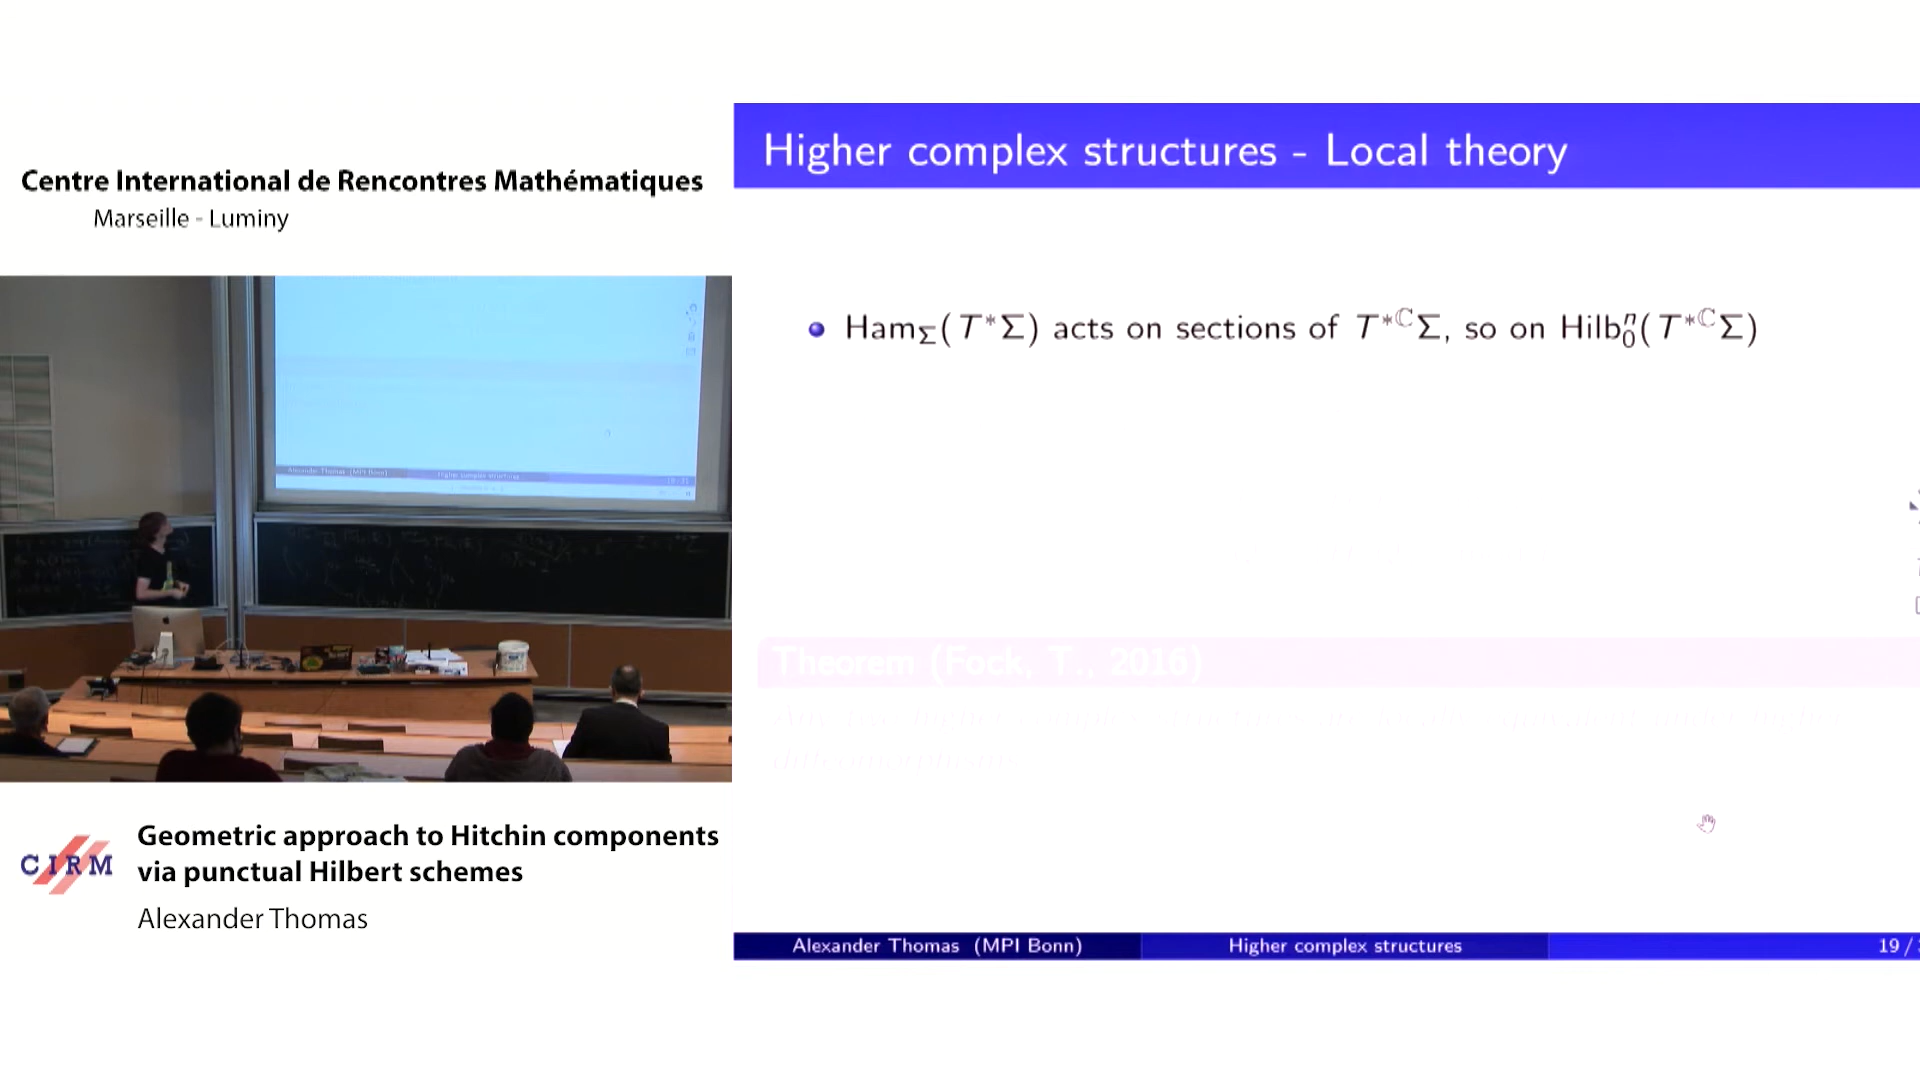 Centre International de Rencontres Mathématiques
Marseille - Luminy
Higher complex structures - Local theory
Ham_Σ(T*Σ) acts on sections of T*ℂΣ, so on Hilb₀ⁿ(T*ℂΣ)
Theorem (Fock, T., 2016)
CIRM
Geometric approach to Hitchin components
via punctual Hilbert schemes
Alexander Thomas
Alexander Thomas (MPI Bonn)
Higher complex structures
19 /